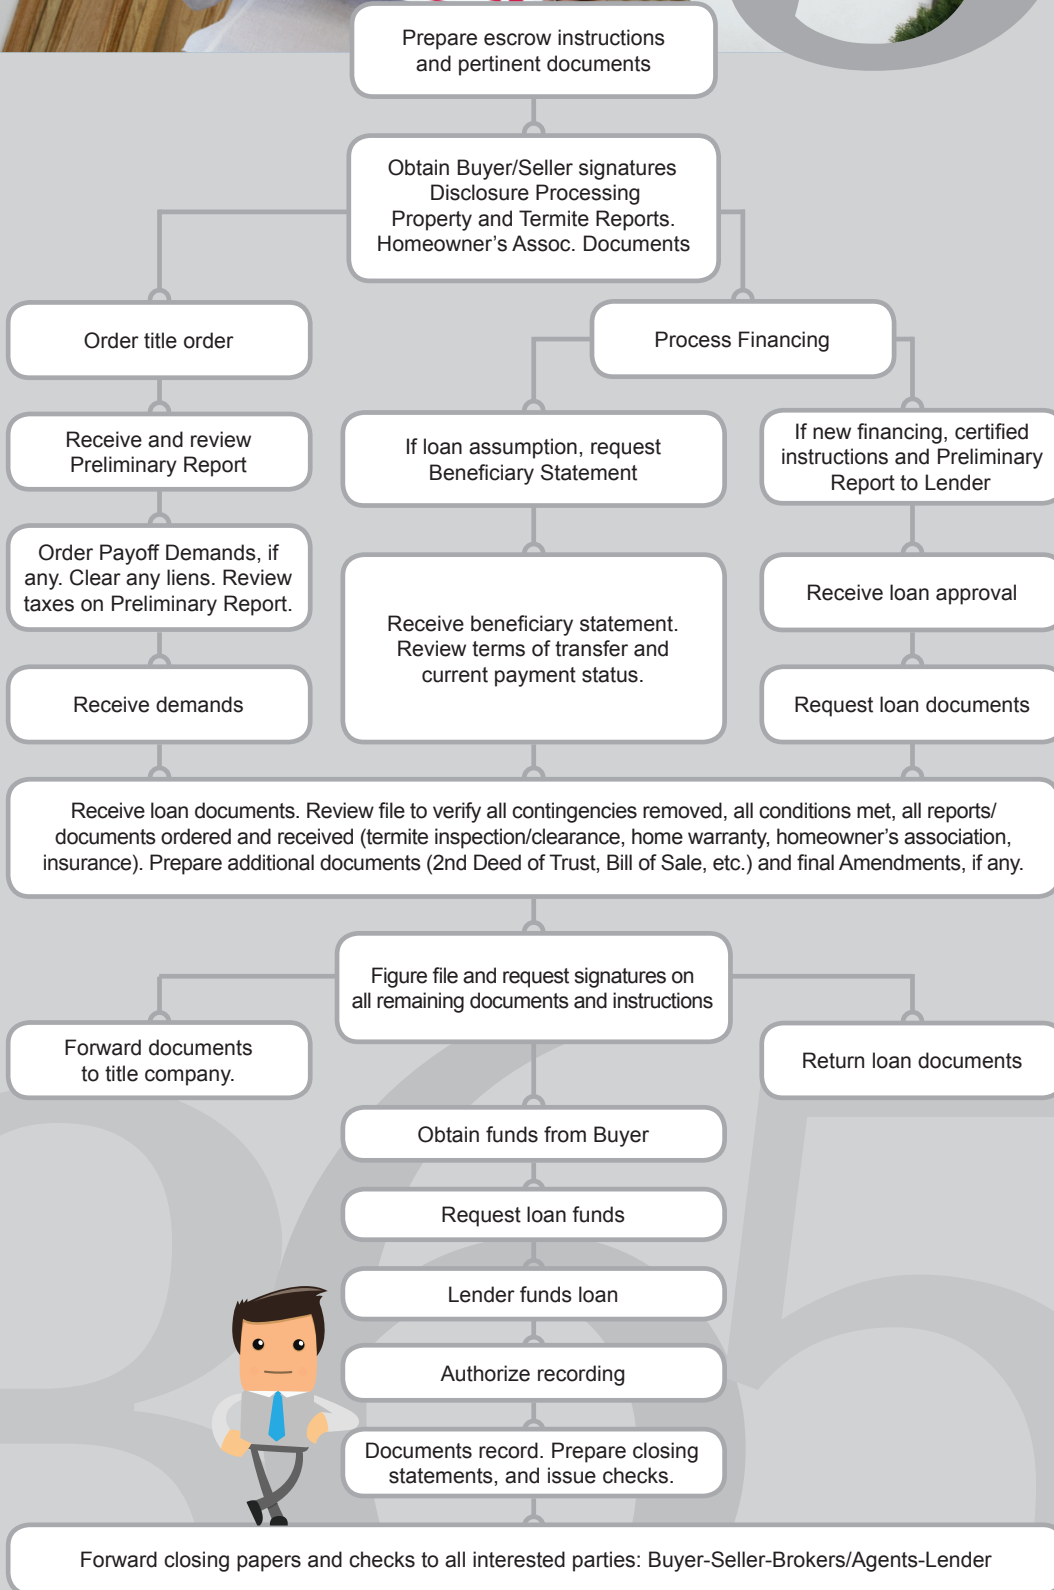 Prepare escrow instructions
and pertinent documents
Obtain Buyer/Seller signatures
Disclosure Processing
Property and Termite Reports.
Homeowner's Assoc. Documents
Order title order
Process Financing
Receive and review
Preliminary Report
If loan assumption, request
Beneficiary Statement
If new financing, certified
instructions and Preliminary
Report to Lender
Order Payoff Demands, if
any. Clear any liens. Review
taxes on Preliminary Report.
Receive beneficiary statement.
Review terms of transfer and
current payment status.
Receive loan approval
Receive demands
Request loan documents
Receive loan documents. Review file to verify all contingencies removed, all conditions met, all reports/
documents ordered and received (termite inspection/clearance, home warranty, homeowner's association,
insurance). Prepare additional documents (2nd Deed of Trust, Bill of Sale, etc.) and final Amendments, if any.
Figure file and request signatures on
all remaining documents and instructions
Forward documents
to title company.
Return loan documents
Obtain funds from Buyer
Request loan funds
Lender funds loan
Authorize recording
Documents record. Prepare closing
statements, and issue checks.
Forward closing papers and checks to all interested parties: Buyer-Seller-Brokers/Agents-Lender
365